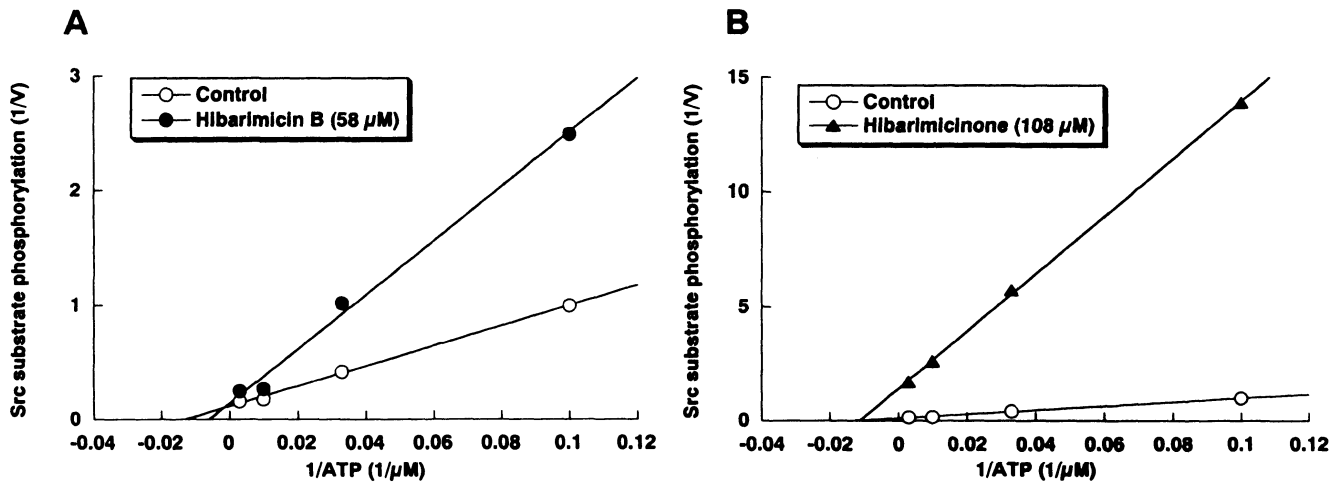 A
Src substrate phosphorylation (1/V)
3
2
1
0
Control
Hibarimicin B (58 µM)
-0.04 -0.02 0 0.02 0.04 0.06 0.08 0.1 0.12
1/ATP (1/µM)
B
Src substrate phosphorylation (1/V)
15
10
5
0
Control
Hibarimicinone (108 µM)
-0.04 -0.02 0 0.02 0.04 0.06 0.08 0.1 0.12
1/ATP (1/µM)